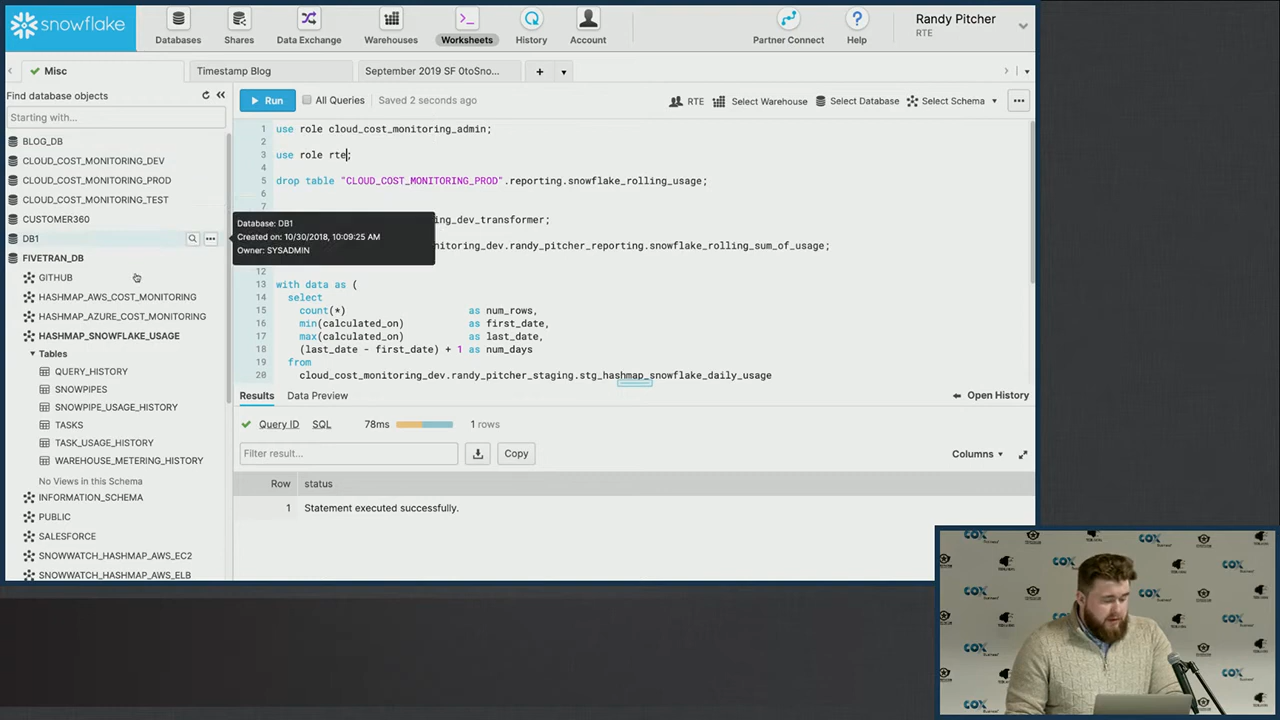 snowflake
Databases
Shares
Data Exchange
Warehouses
Worksheets
History
Account
Partner Connect
Help
Randy Pitcher
RTE
Misc
Timestamp Blog
September 2019 SF 0toSno...
Find database objects
Starting with...
BLOG_DB
CLOUD_COST_MONITORING_DEV
CLOUD_COST_MONITORING_PROD
CLOUD_COST_MONITORING_TEST
CUSTOMER360
DB1
FIVETRAN_DB
GITHUB
HASHMAP_AWS_COST_MONITORING
HASHMAP_AZURE_COST_MONITORING
HASHMAP_SNOWFLAKE_USAGE
Tables
QUERY_HISTORY
SNOWPIPES
SNOWPIPE_USAGE_HISTORY
TASKS
TASK_USAGE_HISTORY
WAREHOUSE_METERING_HISTORY
No Views in this Schema
INFORMATION_SCHEMA
PUBLIC
SALESFORCE
SNOWWATCH_HASHMAP_AWS_EC2
SNOWWATCH_HASHMAP_AWS_ELB
Database: DB1
Created on: 10/30/2018, 10:09:25 AM
Owner: SYSADMIN
Run
All Queries
Saved 2 seconds ago
RTE
Select Warehouse
Select Database
Select Schema
1 use role cloud_cost_monitoring_admin;
2
3 use role rte;
4
5 drop table "CLOUD_COST_MONITORING_PROD".reporting.snowflake_rolling_usage;
6
7
ing_dev_transformer;
nitoring_dev.randy_pitcher_reporting.snowflake_rolling_sum_of_usage;
12
13 with data as (
14 select
15 count(*) as num_rows,
16 min(calculated_on) as first_date,
17 max(calculated_on) as last_date,
18 (last_date - first_date) + 1 as num_days
19 from
20 cloud_cost_monitoring_dev.randy_pitcher_staging.stg_hashmap_snowflake_daily_usage
Results
Data Preview
Open History
Query ID
SQL
78ms
1 rows
Filter result...
Copy
Columns
Row status
1 Statement executed successfully.
COX
COX
COX
COX